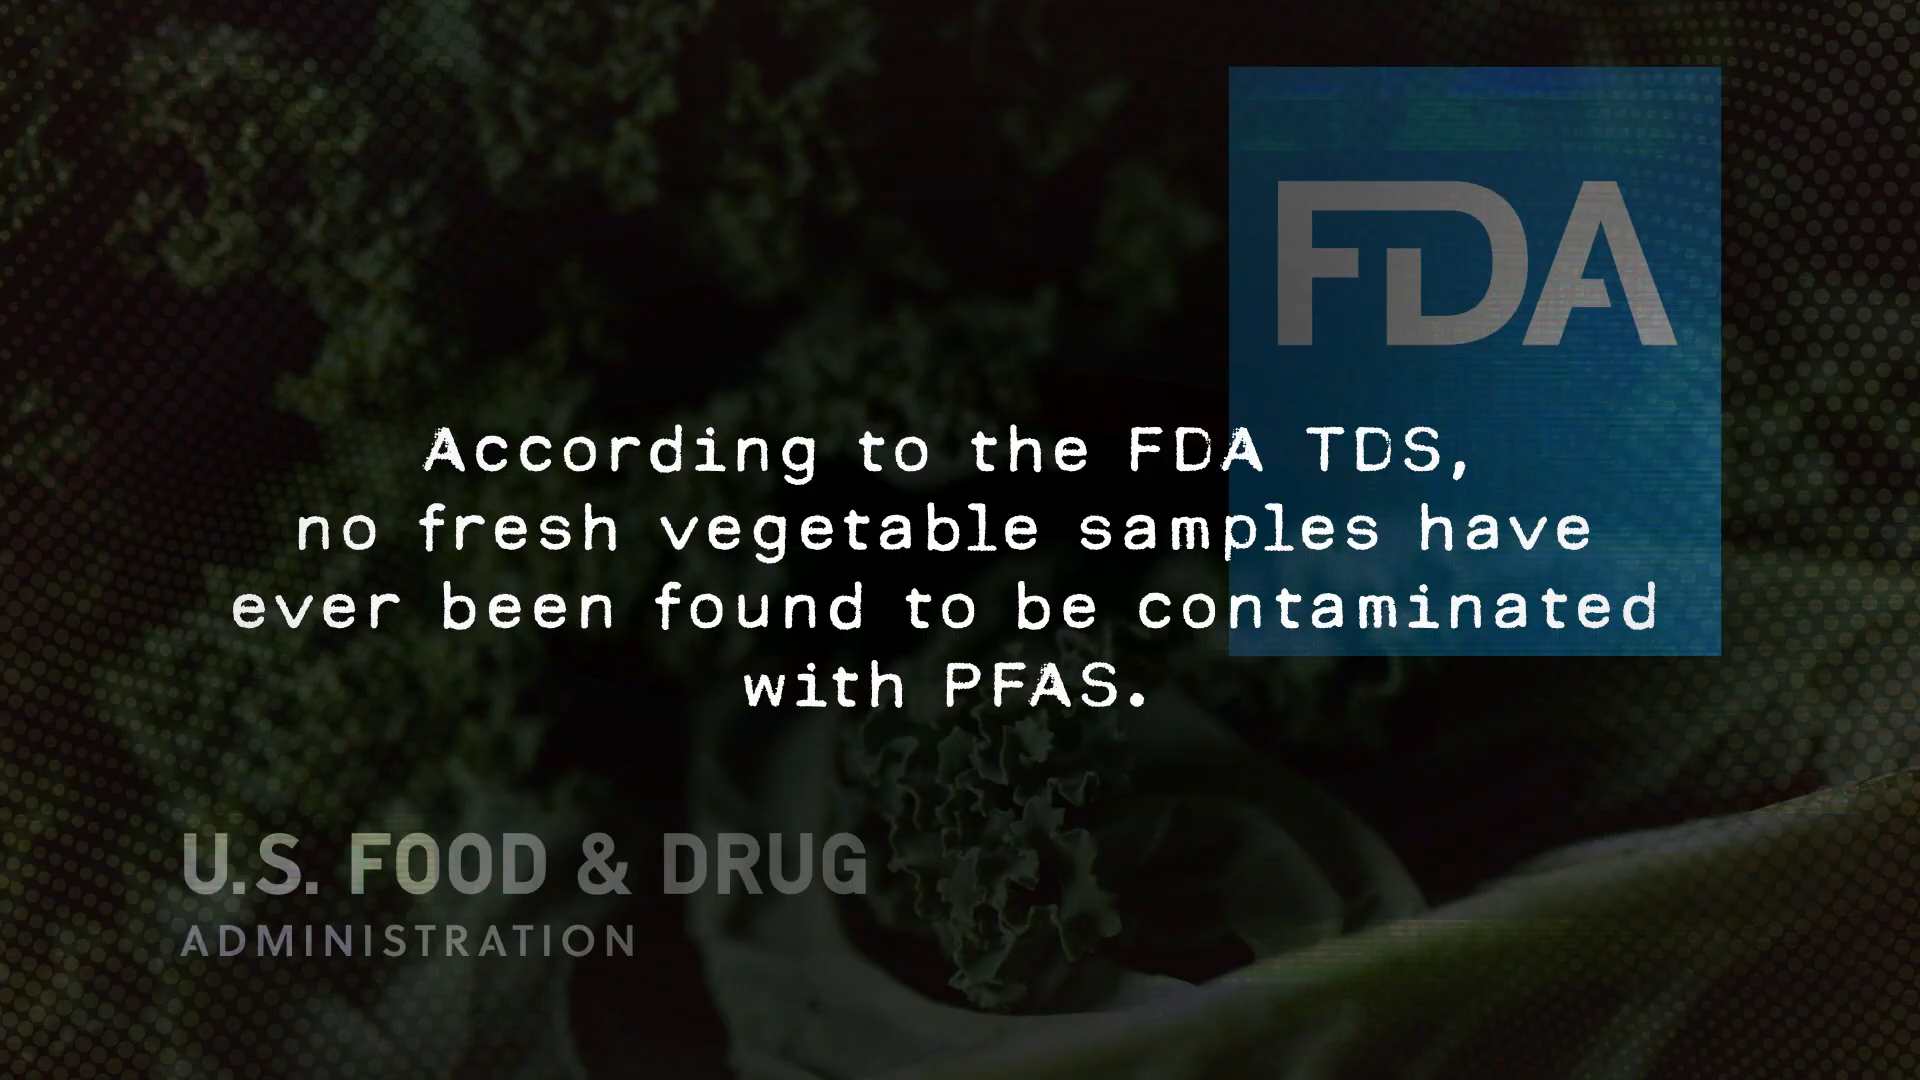 FDA
According to the FDA TDS,
no fresh vegetable samples have
ever been found to be contaminated
with PFAS.
U.S. FOOD & DRUG
ADMINISTRATION